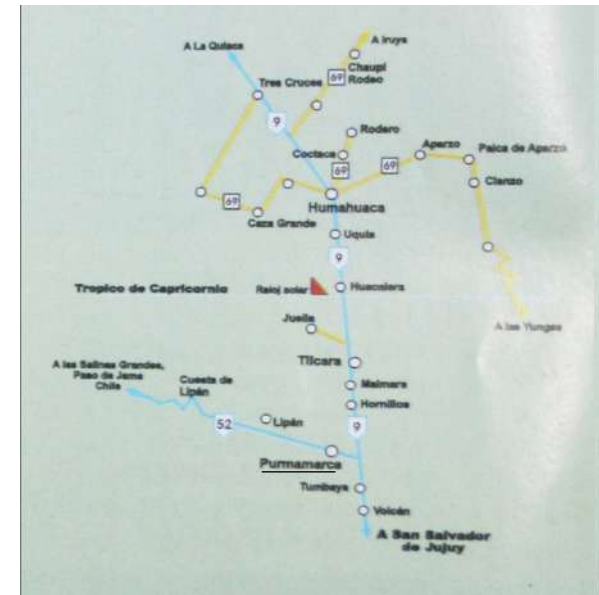 A La Quiaca
A Iruya
Chaupi
Rodeo
69
Tres Cruces
9
Rodero
Coctaca
Aparzo
Palca de Aparzo
69
69
Cianzo
69
Humahuaca
Caza Grande
Uquia
9
Tropico de Capricornio
Reloj solar
Huacalera
Juella
A las Yungas
Tilcara
A las Salinas Grandes,
Paso de Jama
Chile
Cuesta de
Lipán
Maimara
Hornillos
52
Lipán
9
Purmamarca
Tumbaya
Volcán
A San Salvador
de Jujuy